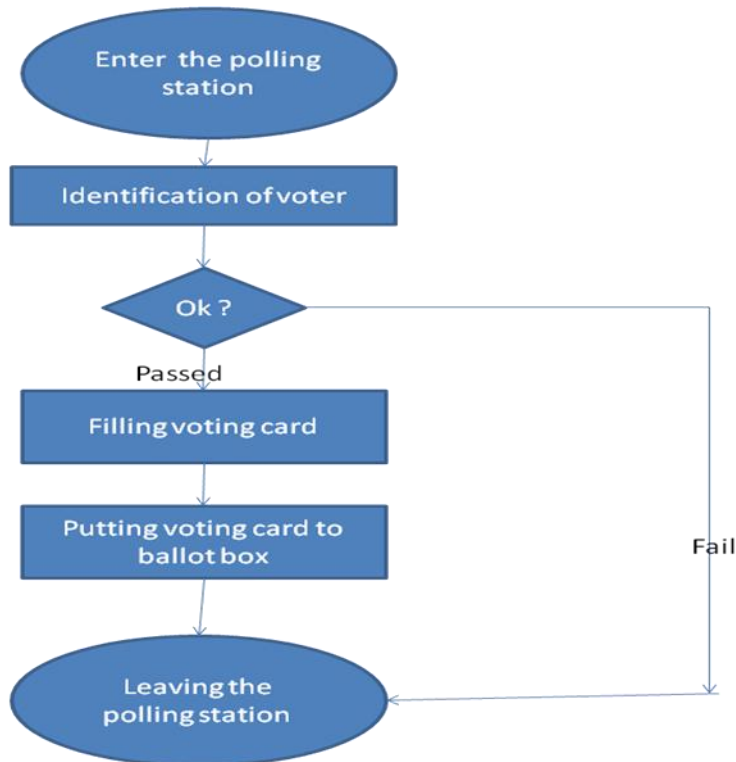 Enter the polling
station
Identification of voter
Ok ?
Passed
Filling voting card
Putting voting card to
ballot box
Fail
Leaving the
polling station